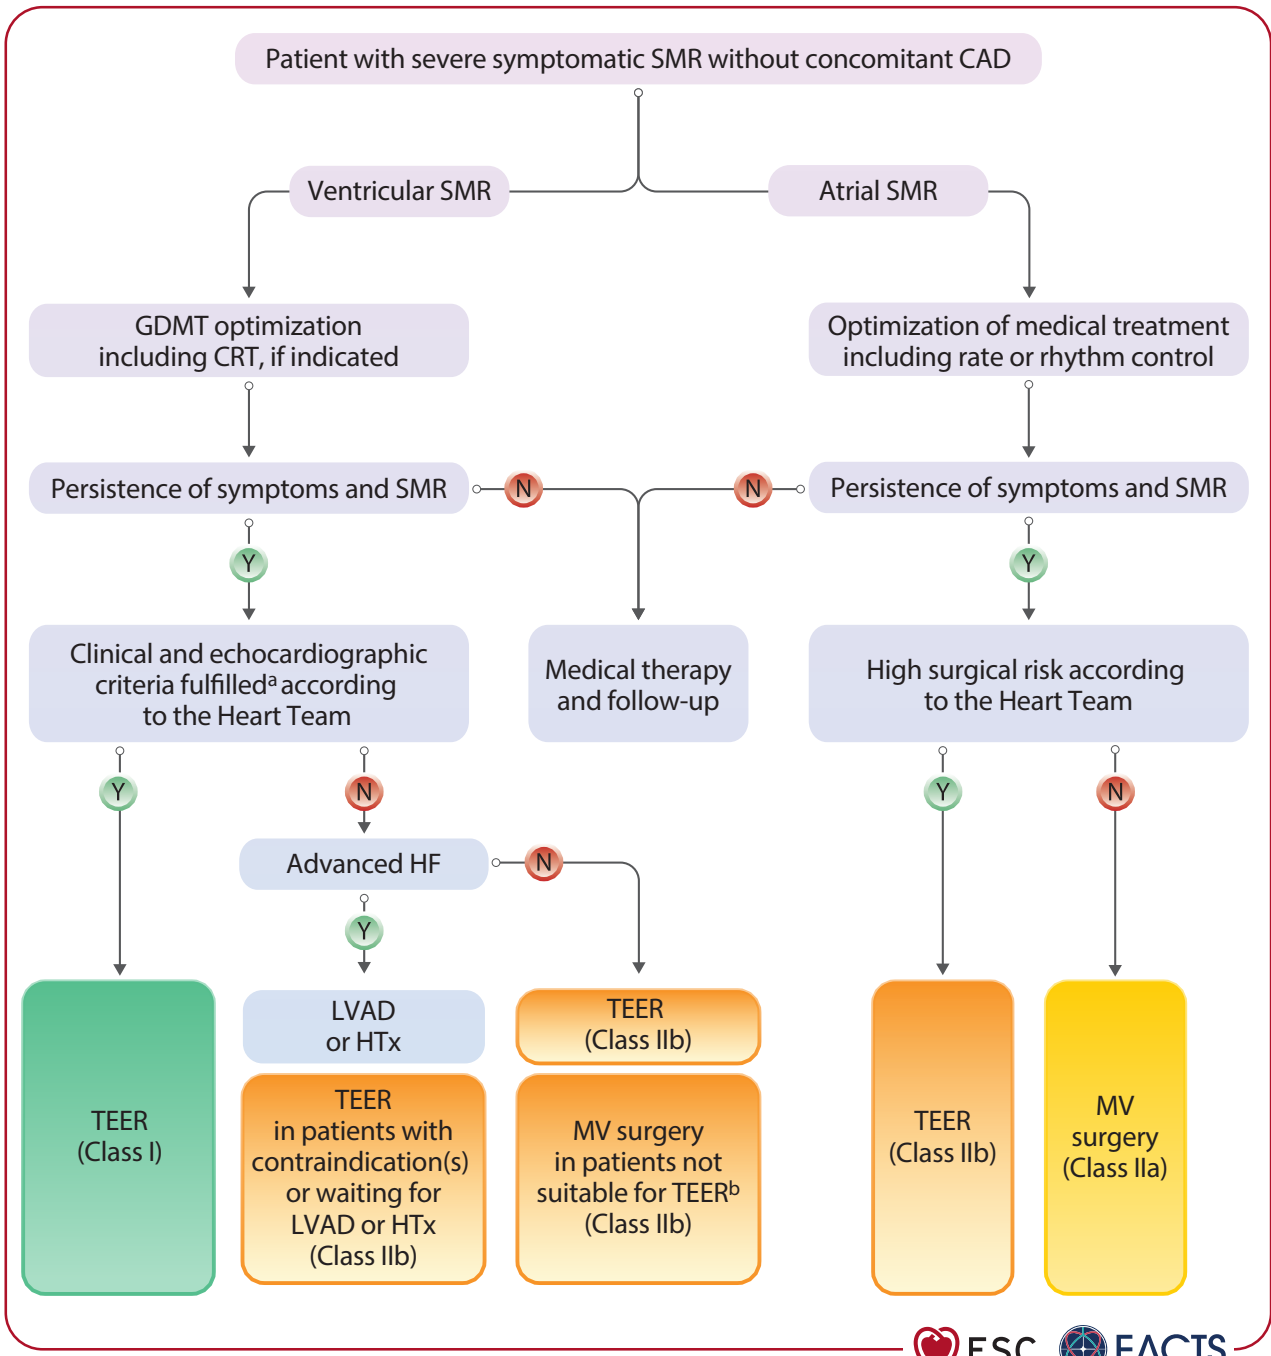 Patient with severe symptomatic SMR without concomitant CAD
Ventricular SMR
Atrial SMR
GDMT optimization
including CRT, if indicated
Optimization of medical treatment
including rate or rhythm control
Persistence of symptoms and SMR
N
N
Persistence of symptoms and SMR
Y
Y
Clinical and echocardiographic
criteria fulfilledᵃ according
to the Heart Team
Medical therapy
and follow-up
High surgical risk according
to the Heart Team
Y
N
Y
N
Advanced HF
N
Y
TEER
(Class I)
LVAD
or HTx
TEER
in patients with
contraindication(s)
or waiting for
LVAD or HTx
(Class IIb)
TEER
(Class IIb)
MV surgery
in patients not
suitable for TEERᵇ
(Class IIb)
TEER
(Class IIb)
MV
surgery
(Class IIa)
ESC
EACTS